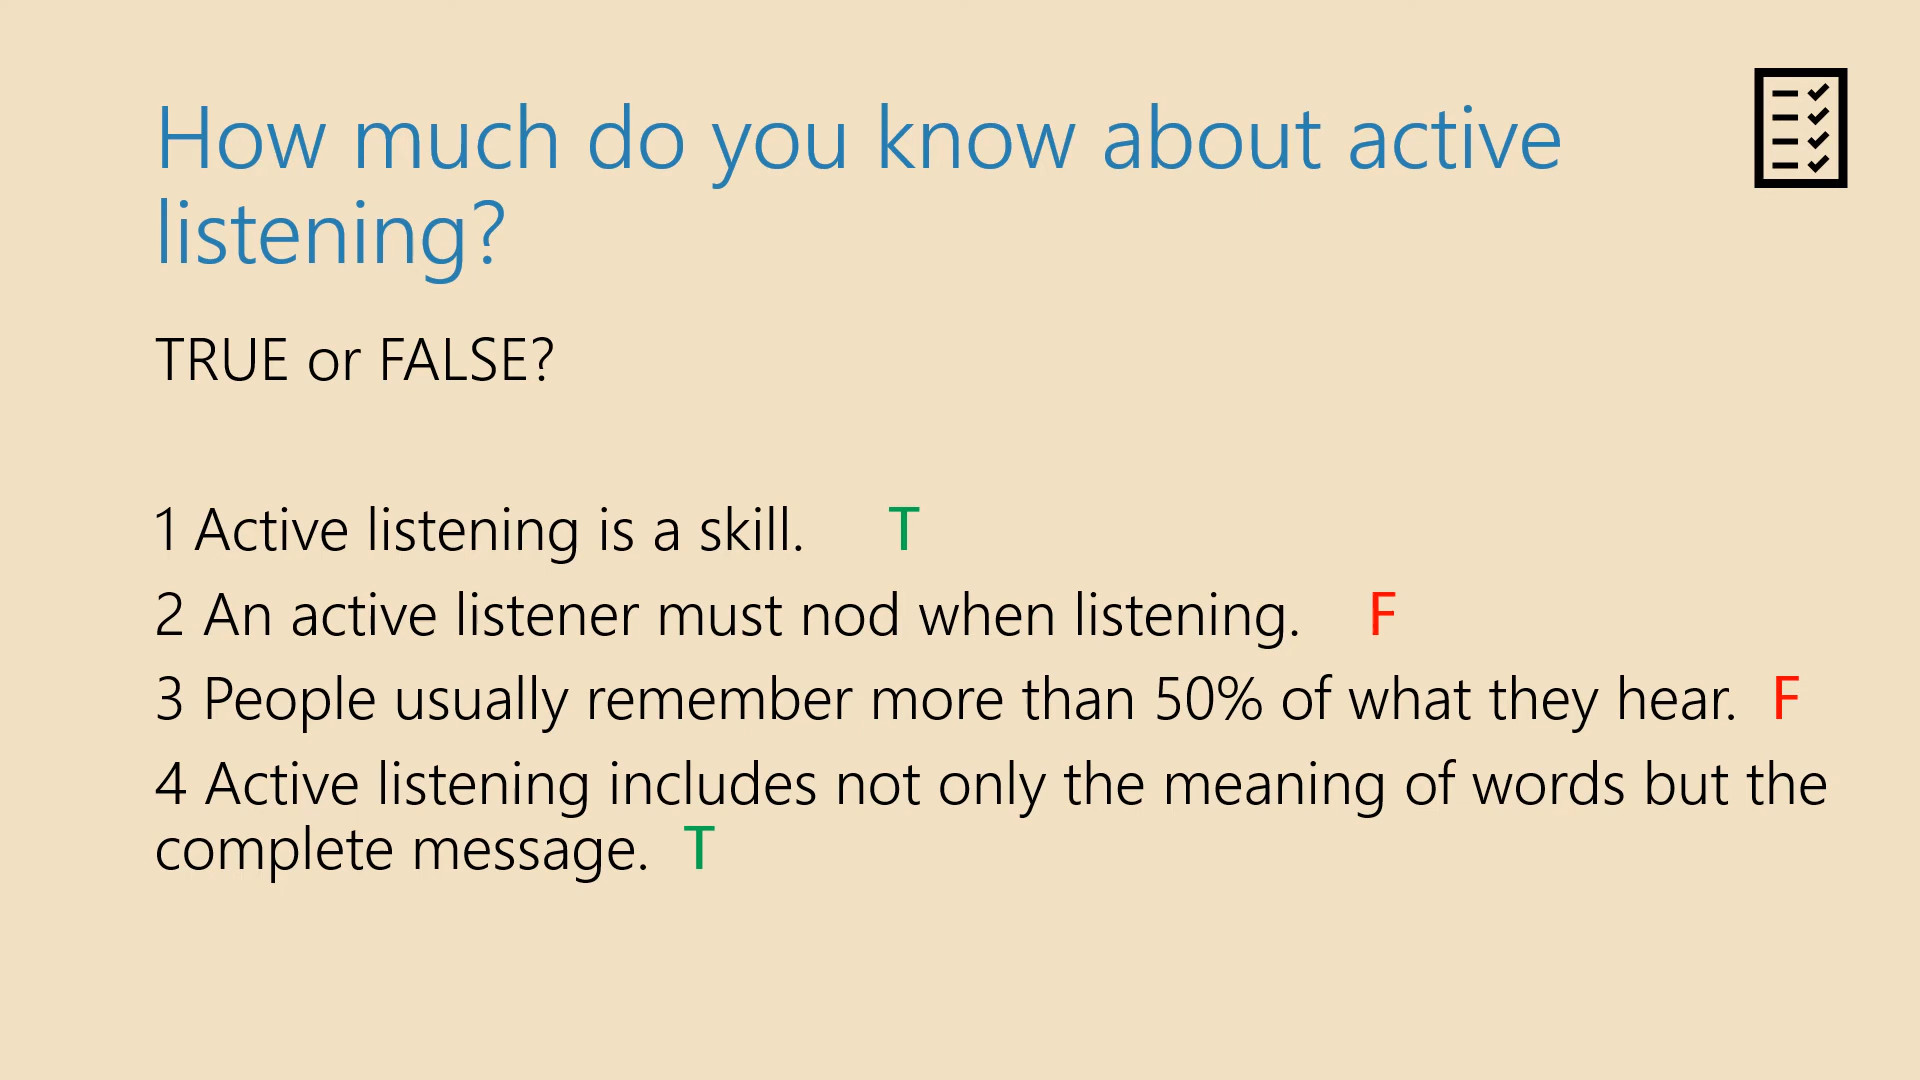 How much do you know about active
listening?
TRUE or FALSE?
1 Active listening is a skill. T
2 An active listener must nod when listening. F
3 People usually remember more than 50% of what they hear. F
4 Active listening includes not only the meaning of words but the
complete message. T